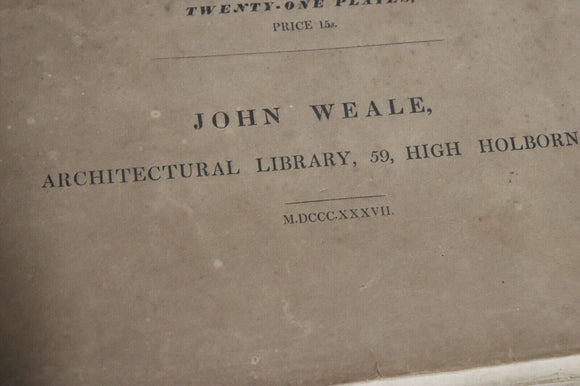 TWENTY-ONE PLATES,
PRICE 15s.
JOHN WEALE,
ARCHITECTURAL LIBRARY, 59, HIGH HOLBORN
M.DCCC.XXXVII.